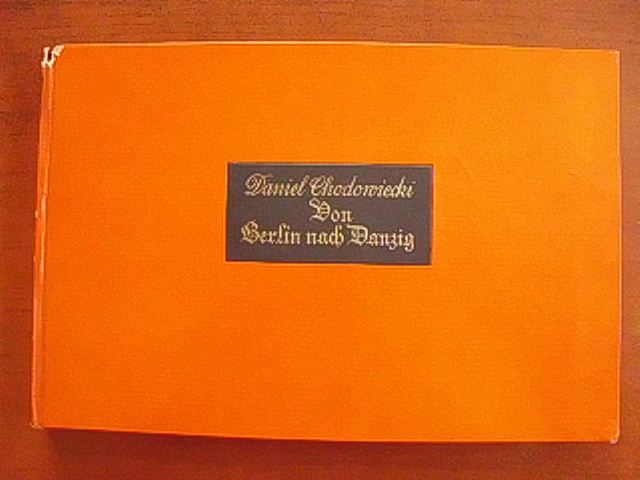 Daniel Chodowiecki
Von
Berlin nach Danzig